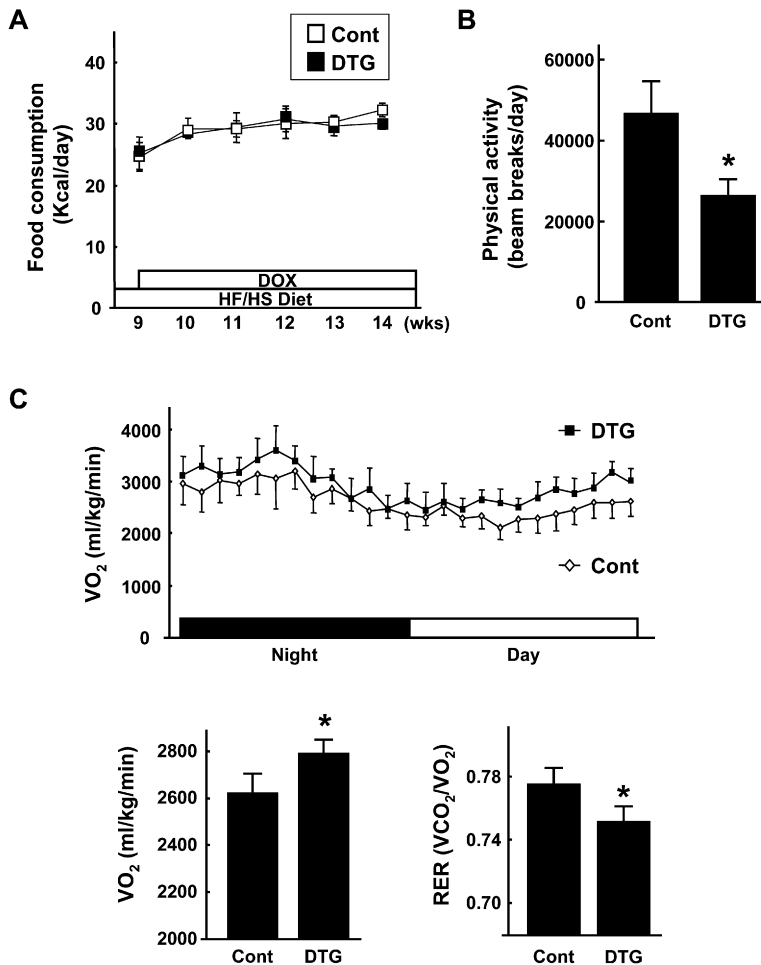 A
Cont
DTG
Food consumption
(Kcal/day)
40
30
20
10
0
DOX
HF/HS Diet
9 10 11 12 13 14 (wks)
B
Physical activity
(beam breaks/day)
60000
40000
20000
0
*
Cont DTG
C
VO₂ (ml/kg/min)
4000
3000
2000
1000
0
DTG
Cont
Night Day
VO₂ (ml/kg/min)
2800
2600
2400
2200
2000
*
Cont DTG
RER (VCO₂/VO₂)
0.78
0.74
0.70
*
Cont DTG